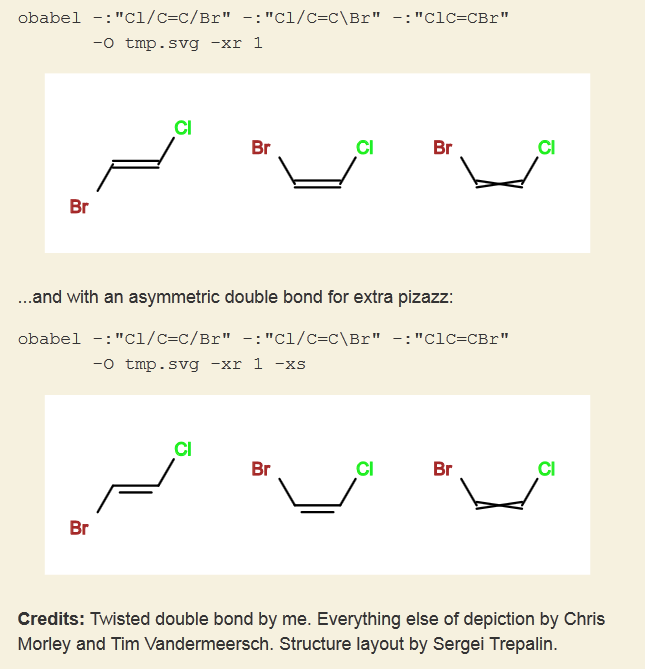 obabel -:"Cl/C=C/Br" -:"Cl/C=C\Br" -:"ClC=CBr"
-O tmp.svg -xr 1
Cl
Br
Br Cl
Br Cl
...and with an asymmetric double bond for extra pizazz:
obabel -:"Cl/C=C/Br" -:"Cl/C=C\Br" -:"ClC=CBr"
-O tmp.svg -xr 1 -xs
Cl
Br
Br Cl
Br Cl
Credits: Twisted double bond by me. Everything else of depiction by Chris
Morley and Tim Vandermeersch. Structure layout by Sergei Trepalin.